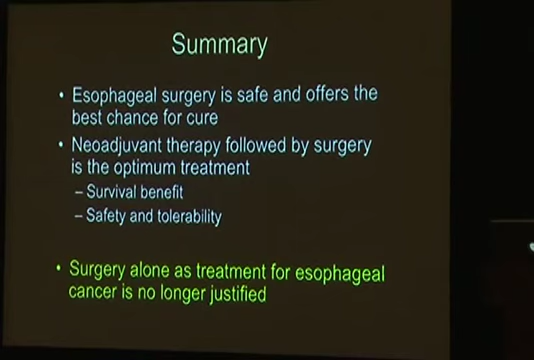 Summary
• Esophageal surgery is safe and offers the
best chance for cure
• Neoadjuvant therapy followed by surgery
is the optimum treatment
– Survival benefit
– Safety and tolerability
• Surgery alone as treatment for esophageal
cancer is no longer justified